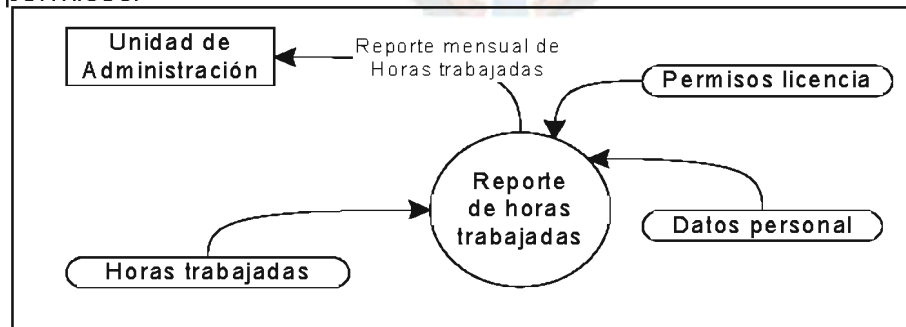 Unidad de
Administración
Reporte mensual de
Horas trabajadas
Permisos licencia
Reporte
de horas
trabajadas
Datos personal
Horas trabajadas